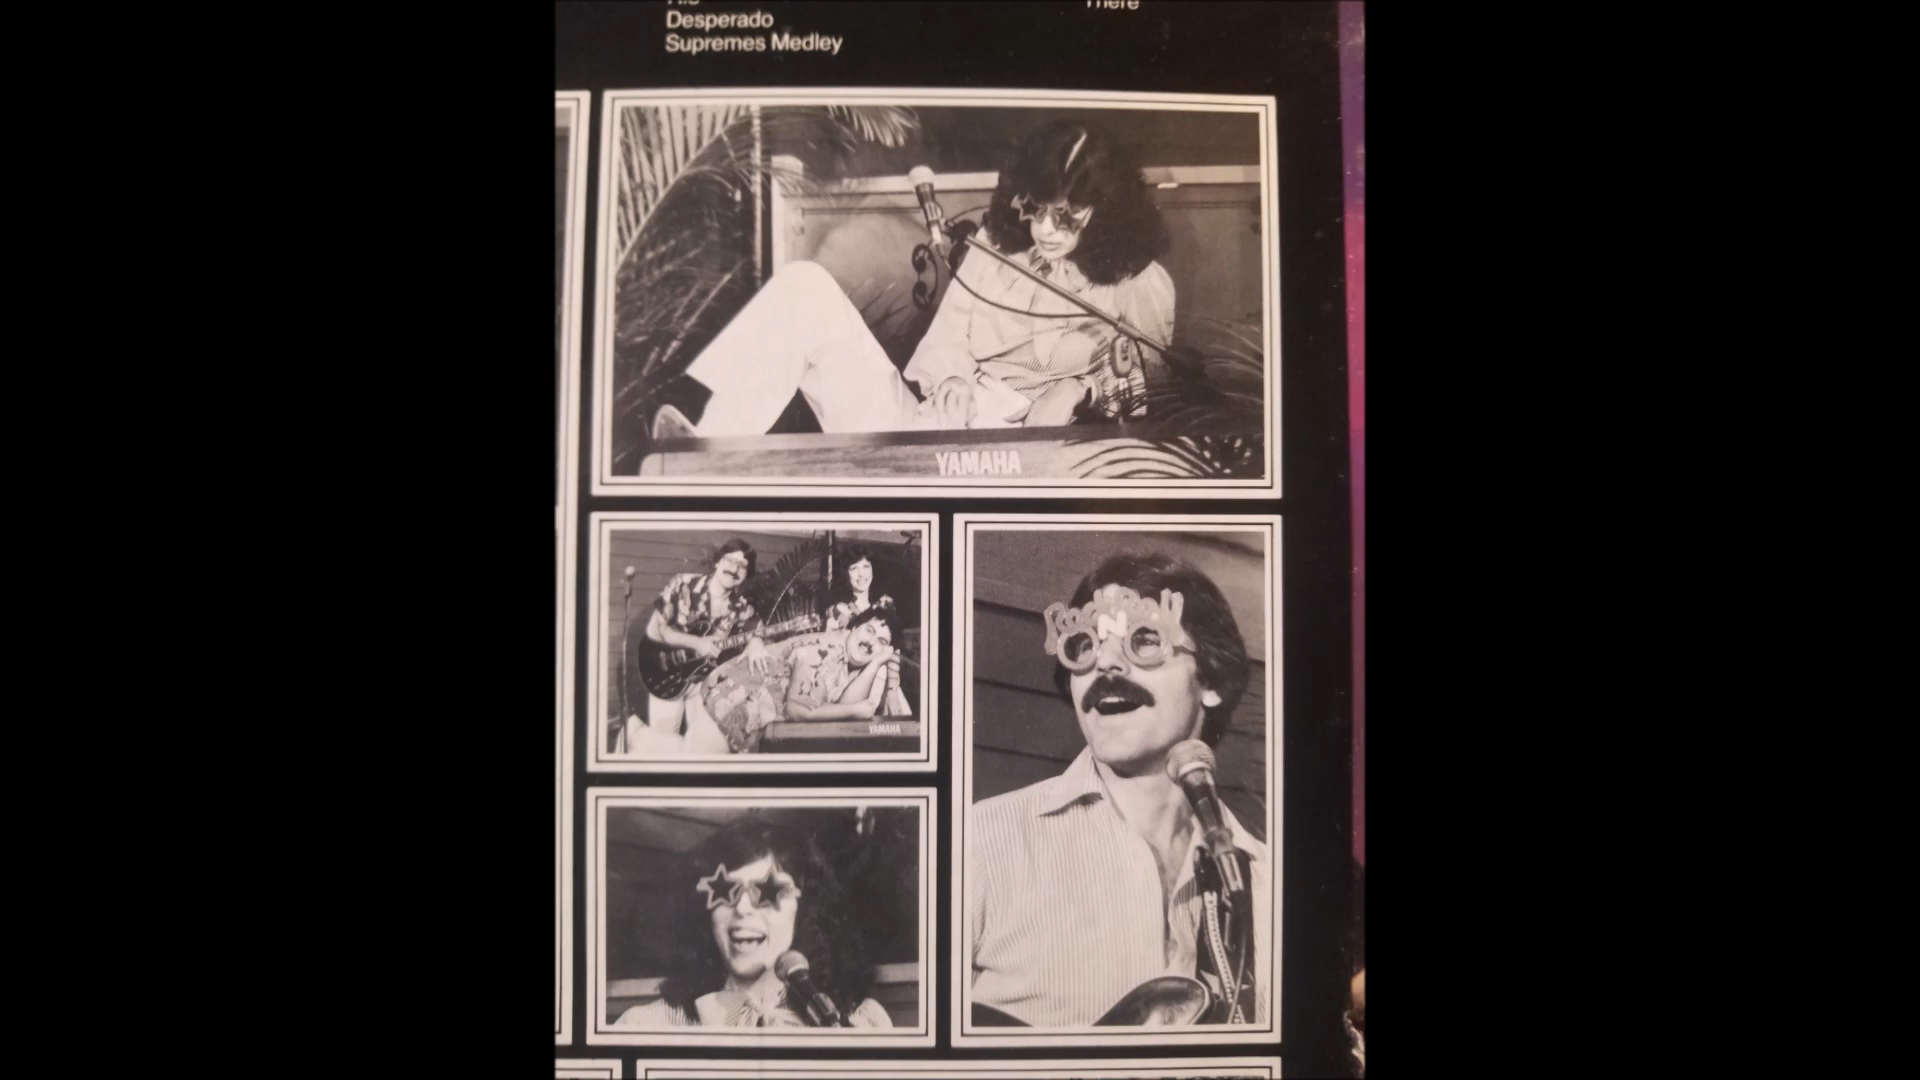 There
Desperado
Supremes Medley
YAMAHA
YAMAHA
Rock
N
Roll